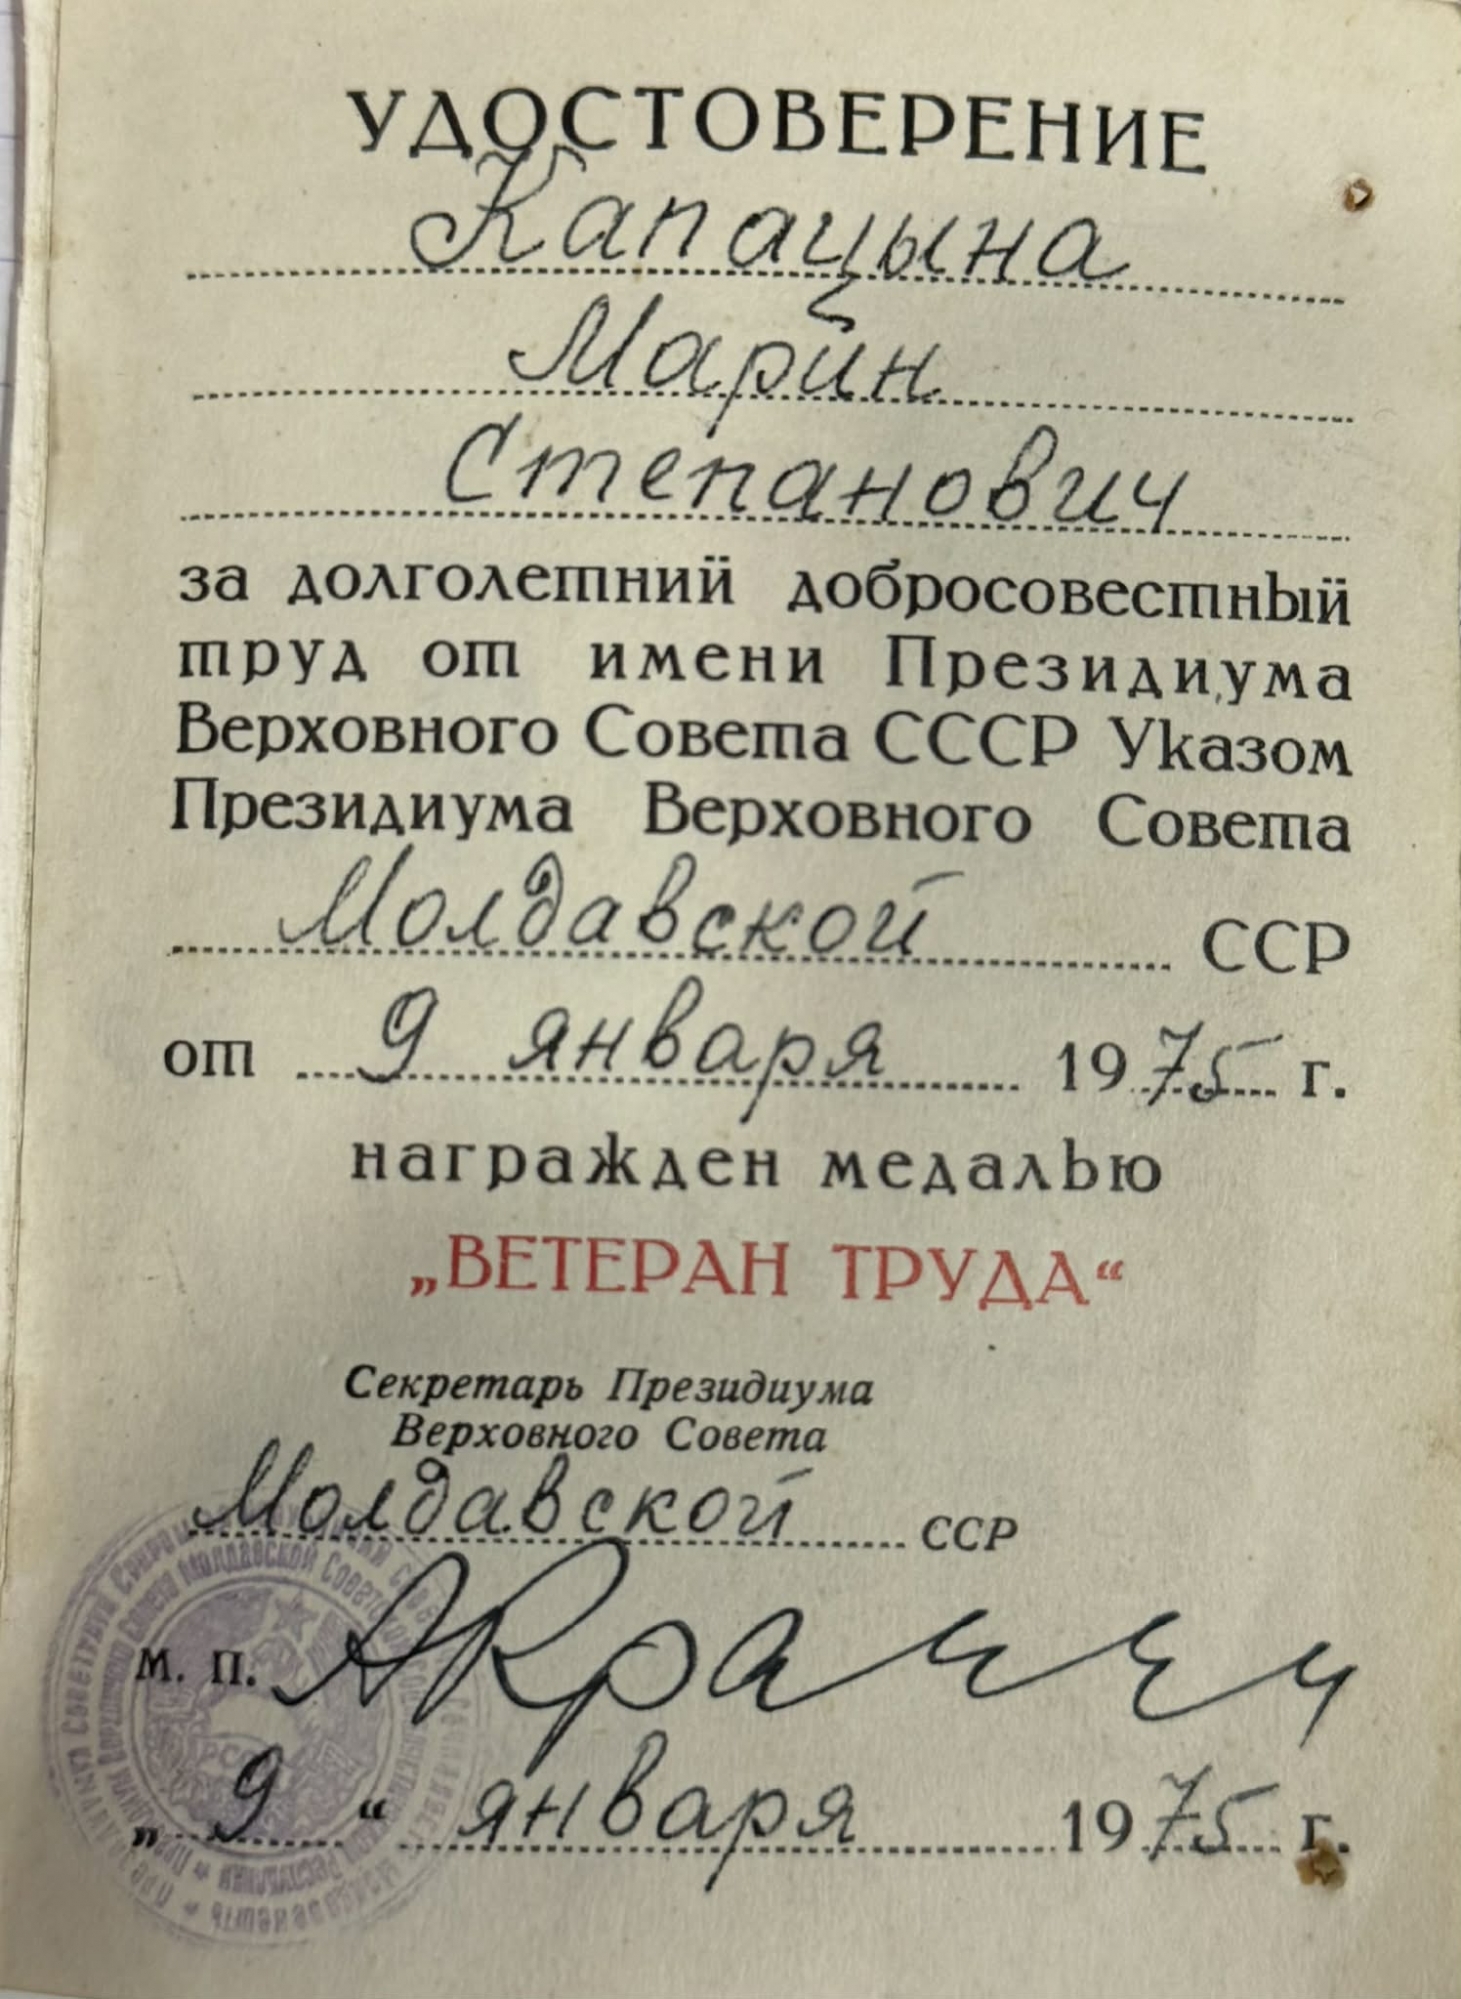 УДОСТОВЕРЕНИЕ
Капацына
Марин
Степанович
за долголетний добросовестный
труд от имени Президиума
Верховного Совета СССР Указом
Президиума Верховного Совета
Молдавской ССР
от 9 января 1975 г.
награжден медалью
„ВЕТЕРАН ТРУДА“
Секретарь Президиума
Верховного Совета
Молдавской ССР
м. п.
„9“ января 1975 г.